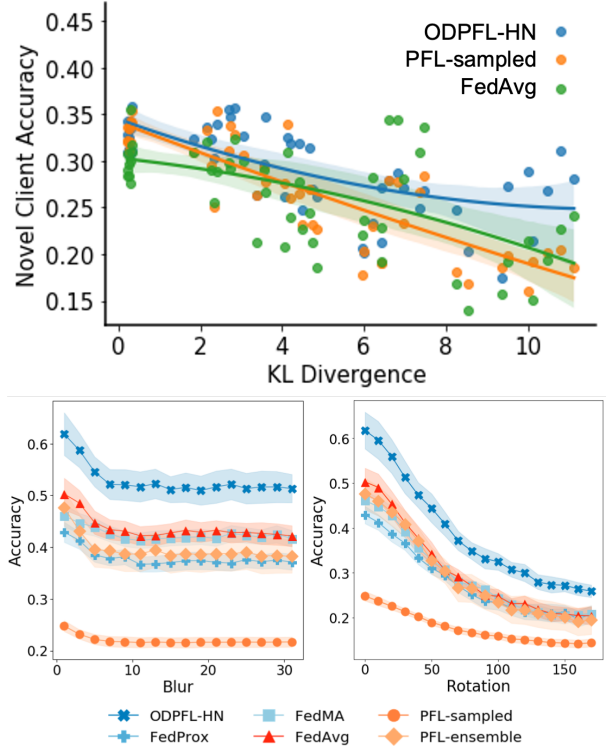 0.45
0.40
0.35
0.30
0.25
0.20
0.15
Novel Client Accuracy
ODPFL-HN
PFL-sampled
FedAvg
0 2 4 6 8 10
KL Divergence
0.6
0.5
0.4
0.3
0.2
Accuracy
0 10 20 30
Blur
0.6
0.5
0.4
0.3
0.2
Accuracy
0 50 100 150
Rotation
ODPFL-HN FedMA PFL-sampled
FedProx FedAvg PFL-ensemble